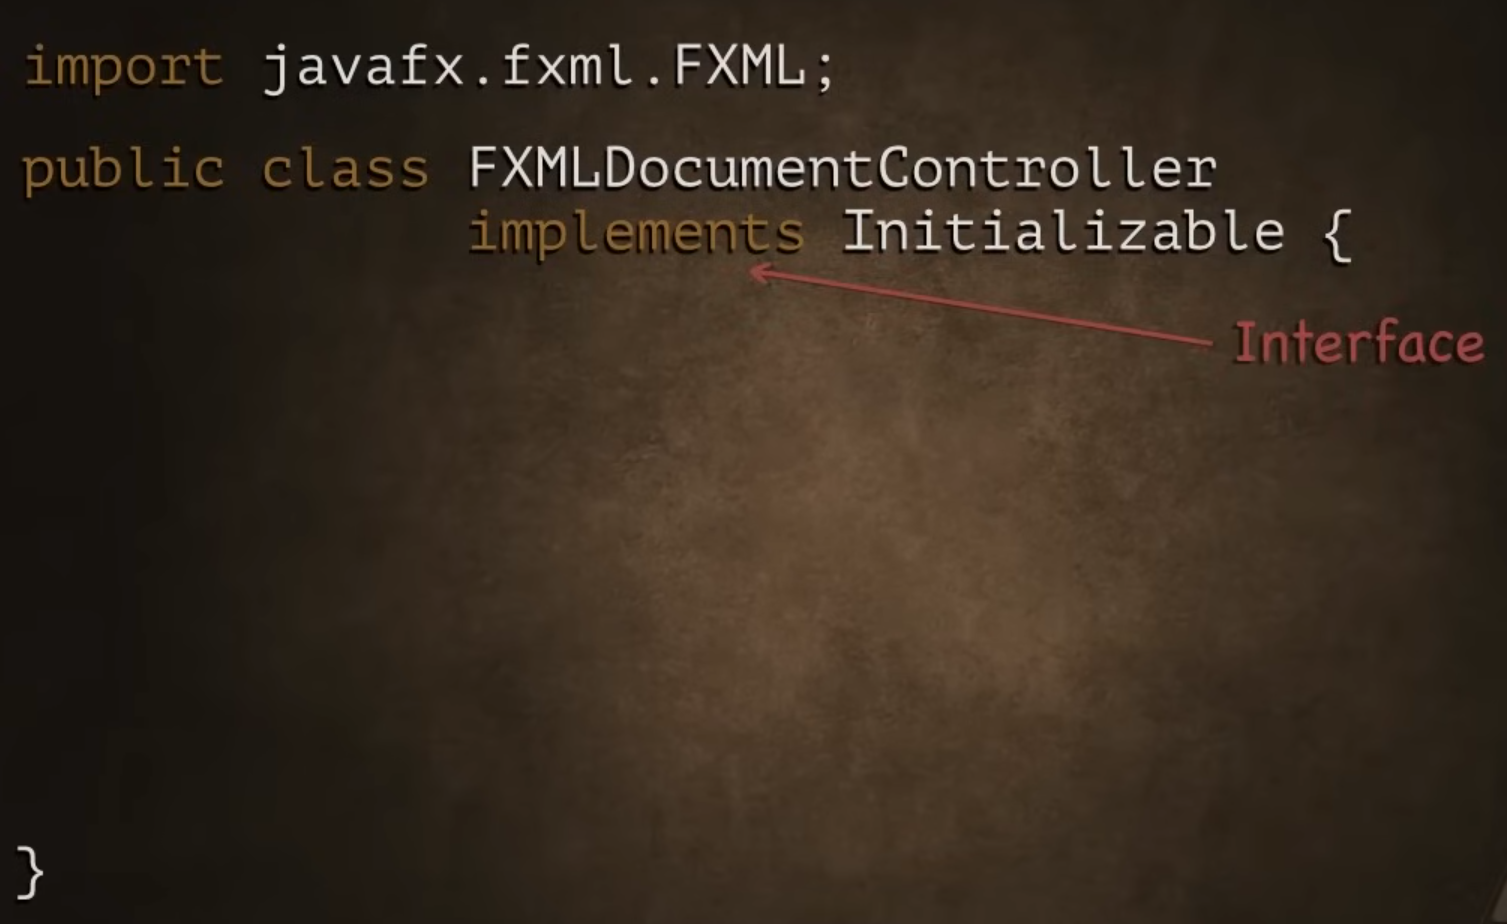 import javafx.fxml.FXML;
public class FXMLDocumentController
implements Initializable {
Interface
}